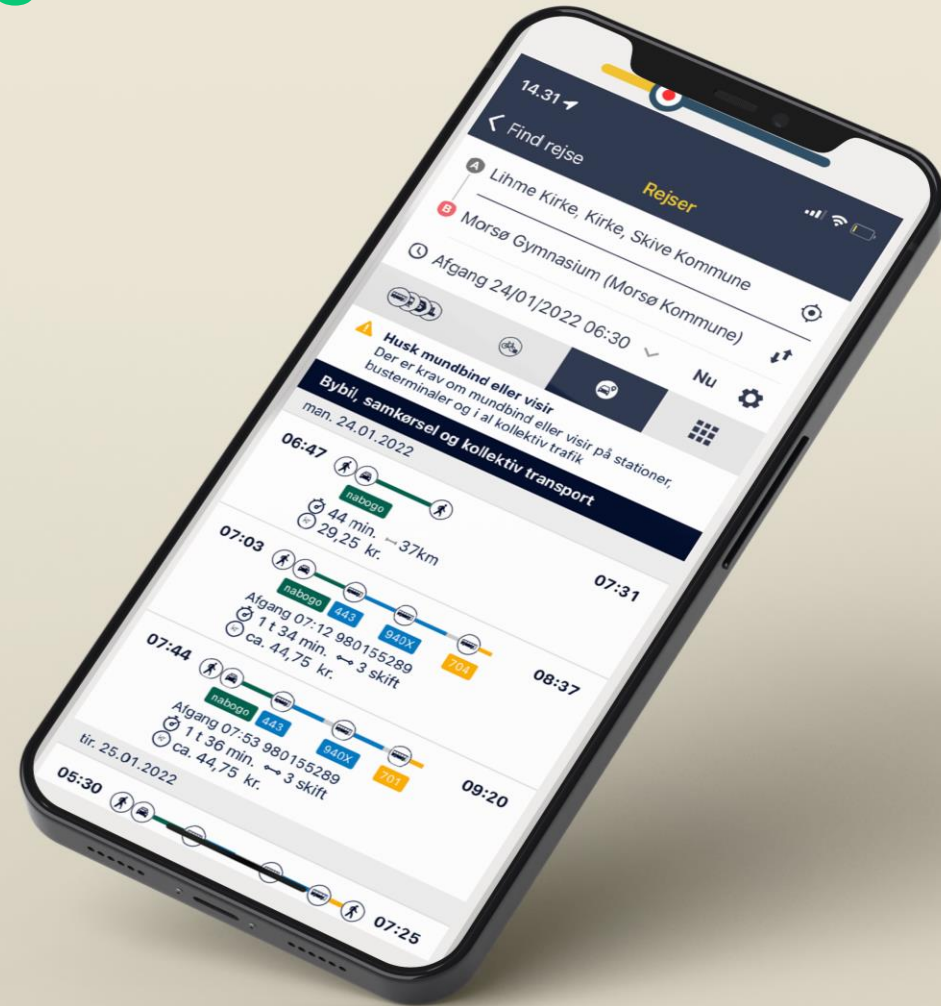 14.31
Find rejse
Rejser
A Lihme Kirke, Kirke, Skive Kommune
B Morsø Gymnasium (Morsø Kommune)
Afgang 24/01/2022 06:30
Nu
Husk mundbind eller visir
Der er krav om mundbind eller visir på stationer,
busterminaler og i al kollektiv trafik
Bybil, samkørsel og kollektiv transport
man. 24.01.2022
06:47
07:31
nabogo
44 min. 37km
29,25 kr.
07:03
08:37
nabogo 443 940X 704
Afgang 07:12 980155289
1 t 34 min. 3 skift
ca. 44,75 kr.
07:44
09:20
nabogo 443 940X 701
Afgang 07:53 980155289
1 t 36 min. 3 skift
ca. 44,75 kr.
tir. 25.01.2022
05:30
07:25